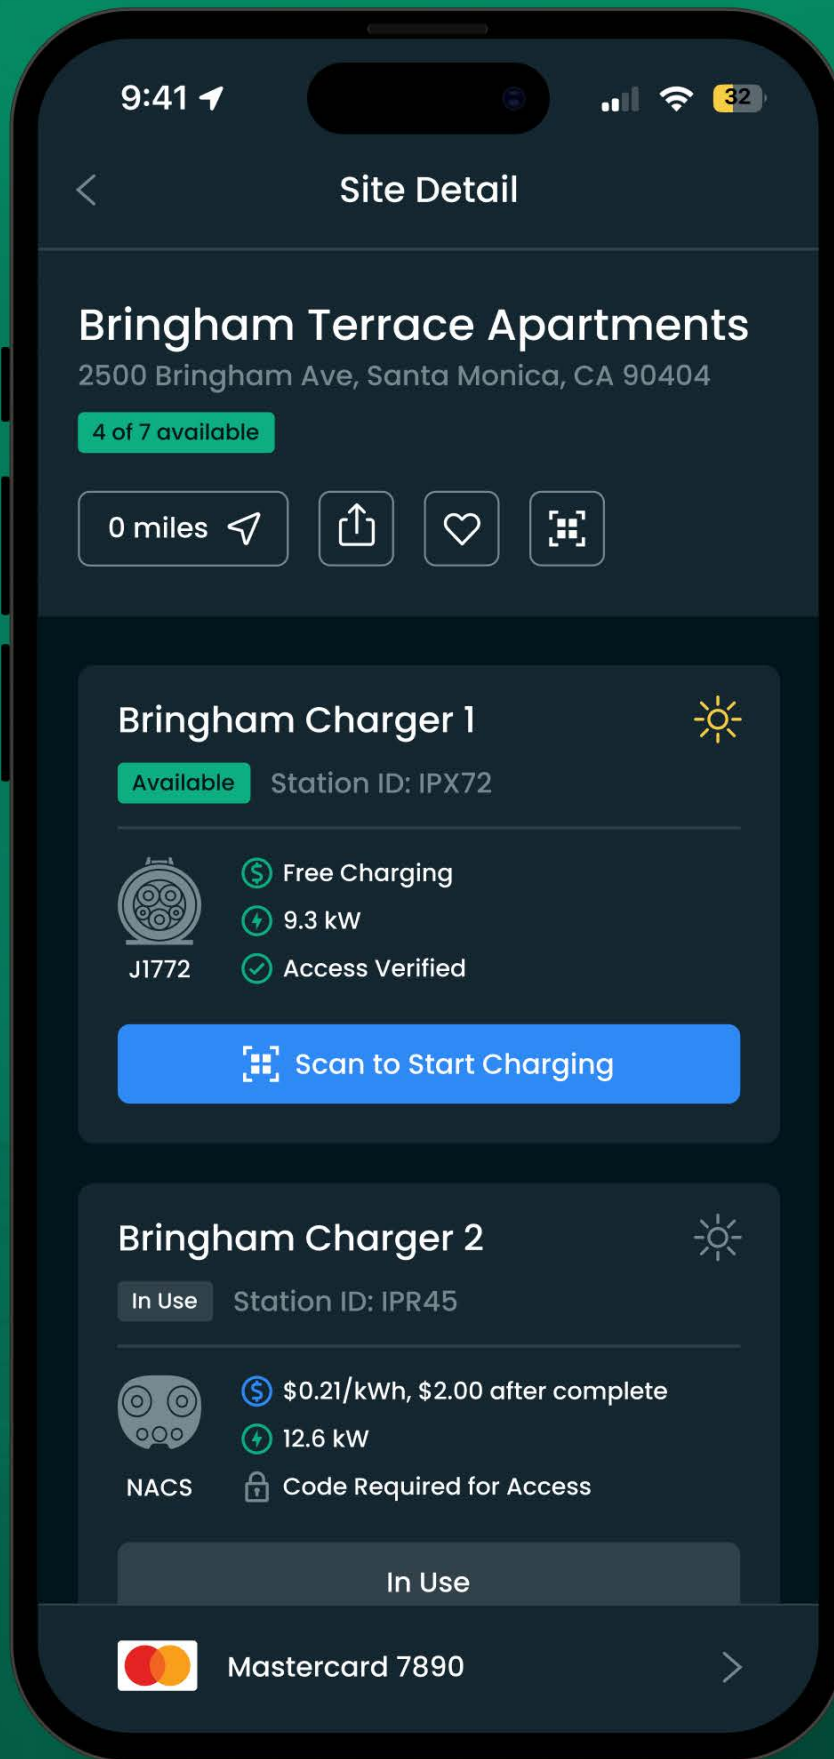 9:41
32
Site Detail
Bringham Terrace Apartments
2500 Bringham Ave, Santa Monica, CA 90404
4 of 7 available
0 miles
Bringham Charger 1
Available Station ID: IPX72
Free Charging
9.3 kW
J1772 Access Verified
Scan to Start Charging
Bringham Charger 2
In Use Station ID: IPR45
$0.21/kWh, $2.00 after complete
12.6 kW
NACS Code Required for Access
In Use
Mastercard 7890